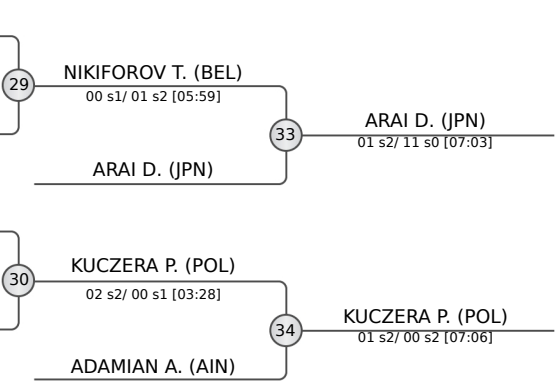 NIKIFOROV T. (BEL)
29
00 s1/ 01 s2 [05:59]
ARAI D. (JPN)
33
01 s2/ 11 s0 [07:03]
ARAI D. (JPN)
KUCZERA P. (POL)
30
02 s2/ 00 s1 [03:28]
KUCZERA P. (POL)
34
01 s2/ 00 s2 [07:06]
ADAMIAN A. (AIN)